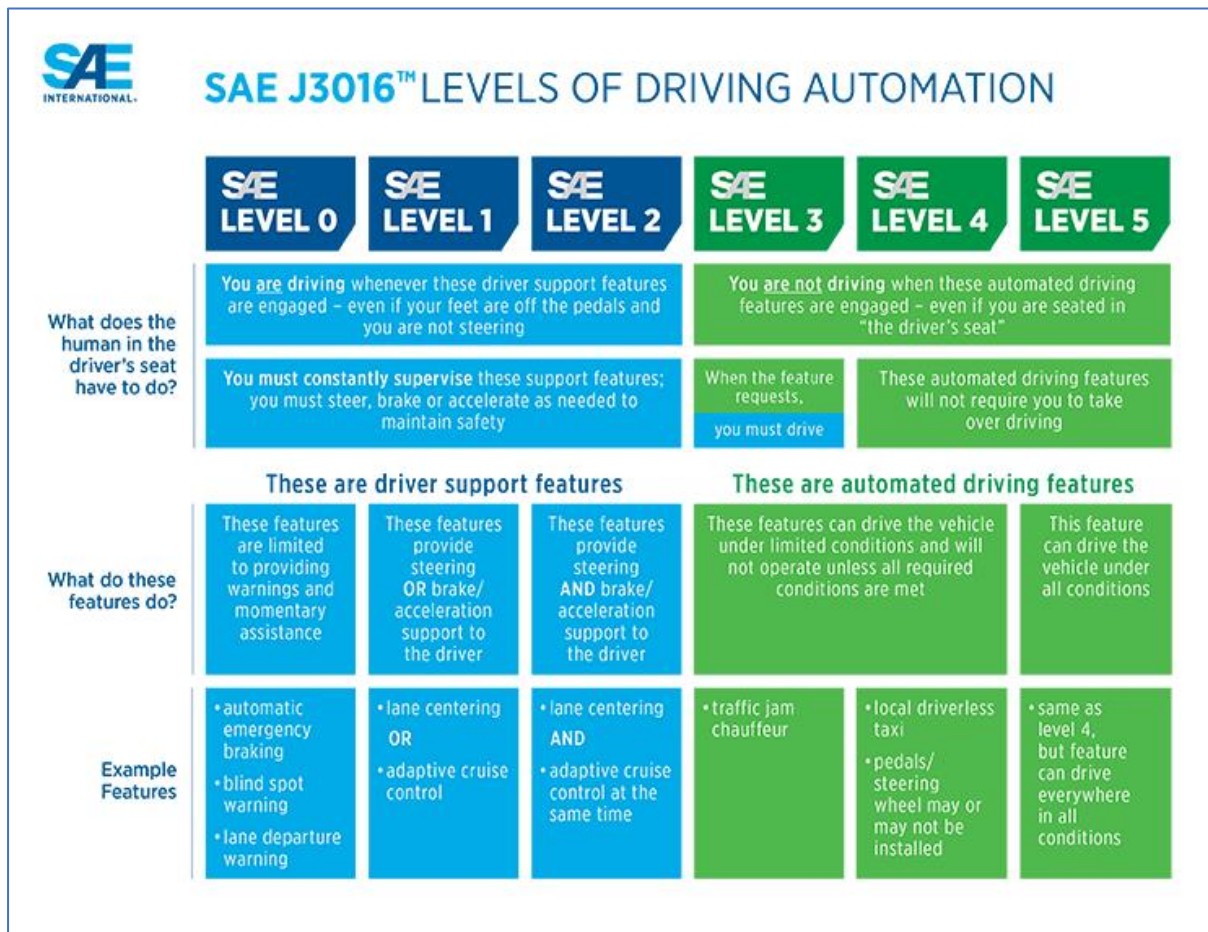 SAE
INTERNATIONAL®
SAE J3016™ LEVELS OF DRIVING AUTOMATION
SAE
LEVEL 0
SAE
LEVEL 1
SAE
LEVEL 2
SAE
LEVEL 3
SAE
LEVEL 4
SAE
LEVEL 5
What does the
human in the
driver's seat
have to do?
You are driving whenever these driver support features
are engaged – even if your feet are off the pedals and
you are not steering
You are not driving when these automated driving
features are engaged – even if you are seated in
"the driver's seat"
You must constantly supervise these support features;
you must steer, brake or accelerate as needed to
maintain safety
When the feature
requests,
you must drive
These automated driving features
will not require you to take
over driving
These are driver support features
These are automated driving features
What do these
features do?
These features
are limited
to providing
warnings and
momentary
assistance
These features
provide
steering
OR brake/
acceleration
support to
the driver
These features
provide
steering
AND brake/
acceleration
support to
the driver
These features can drive the vehicle
under limited conditions and will
not operate unless all required
conditions are met
This feature
can drive the
vehicle under
all conditions
Example
Features
• automatic
emergency
braking
• blind spot
warning
• lane departure
warning
• lane centering
OR
• adaptive cruise
control
• lane centering
AND
• adaptive cruise
control at the
same time
• traffic jam
chauffeur
• local driverless
taxi
• pedals/
steering
wheel may or
may not be
installed
• same as
level 4,
but feature
can drive
everywhere
in all
conditions